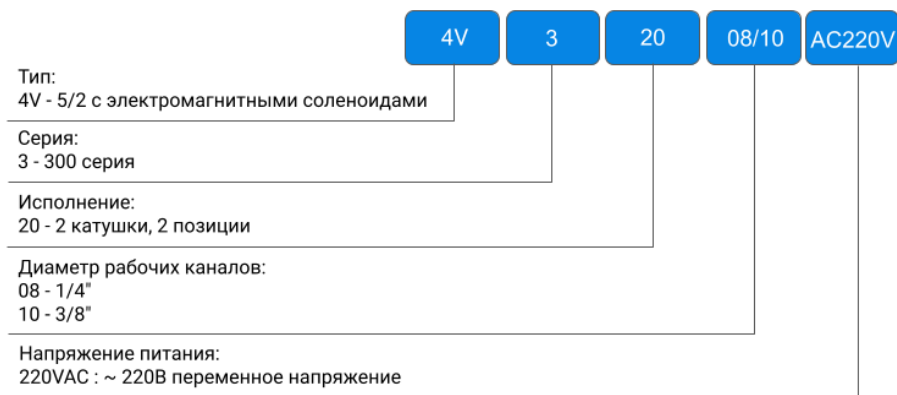 4V 3 20 08/10 AC220V
Тип:
4V - 5/2 с электромагнитными соленоидами
Серия:
3 - 300 серия
Исполнение:
20 - 2 катушки, 2 позиции
Диаметр рабочих каналов:
08 - 1/4"
10 - 3/8"
Напряжение питания:
220VAC : ~ 220В переменное напряжение